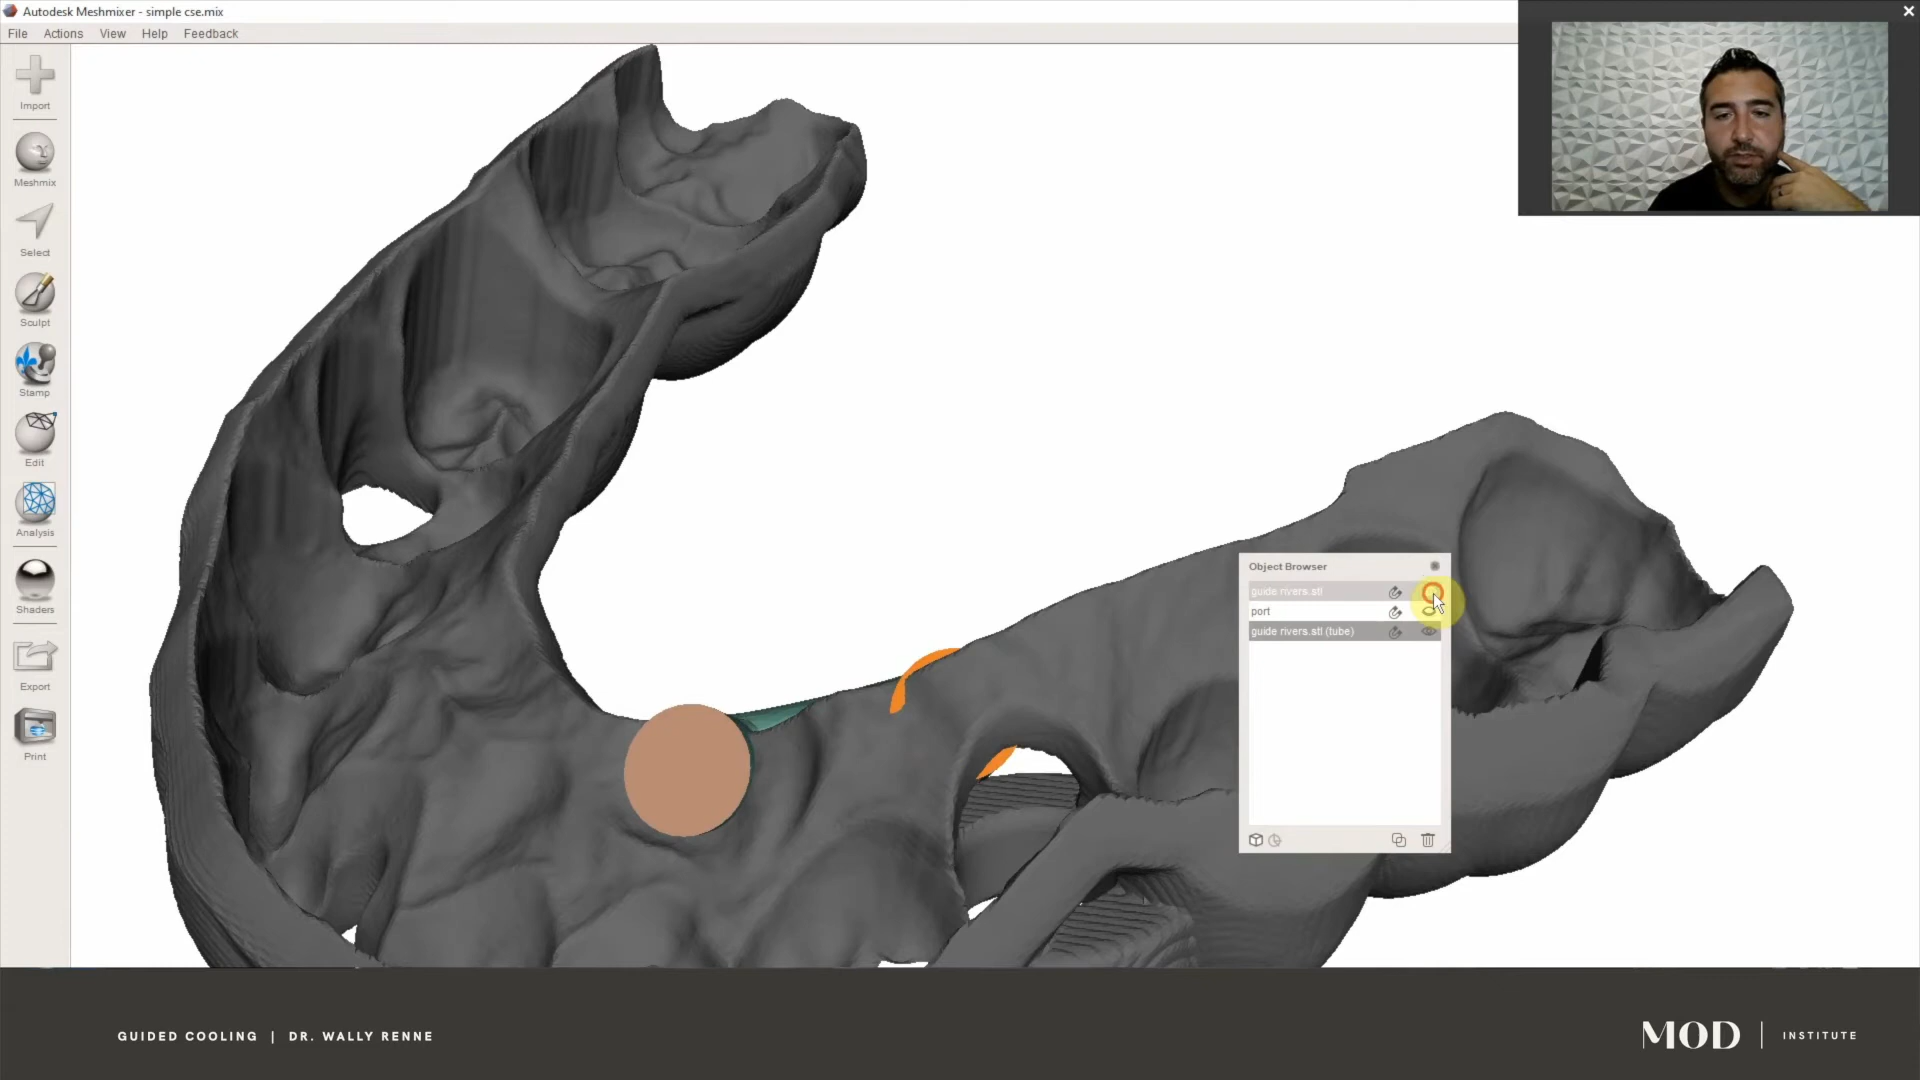 Autodesk Meshmixer - simple cse.mix
File Actions View Help Feedback
Import
Meshmix
Select
Sculpt
Stamp
Edit
Analysis
Shaders
Export
Print
Object Browser
guide rivers.stl
port
guide rivers.stl (tube)
GUIDED COOLING | DR. WALLY RENNE
MOD | INSTITUTE